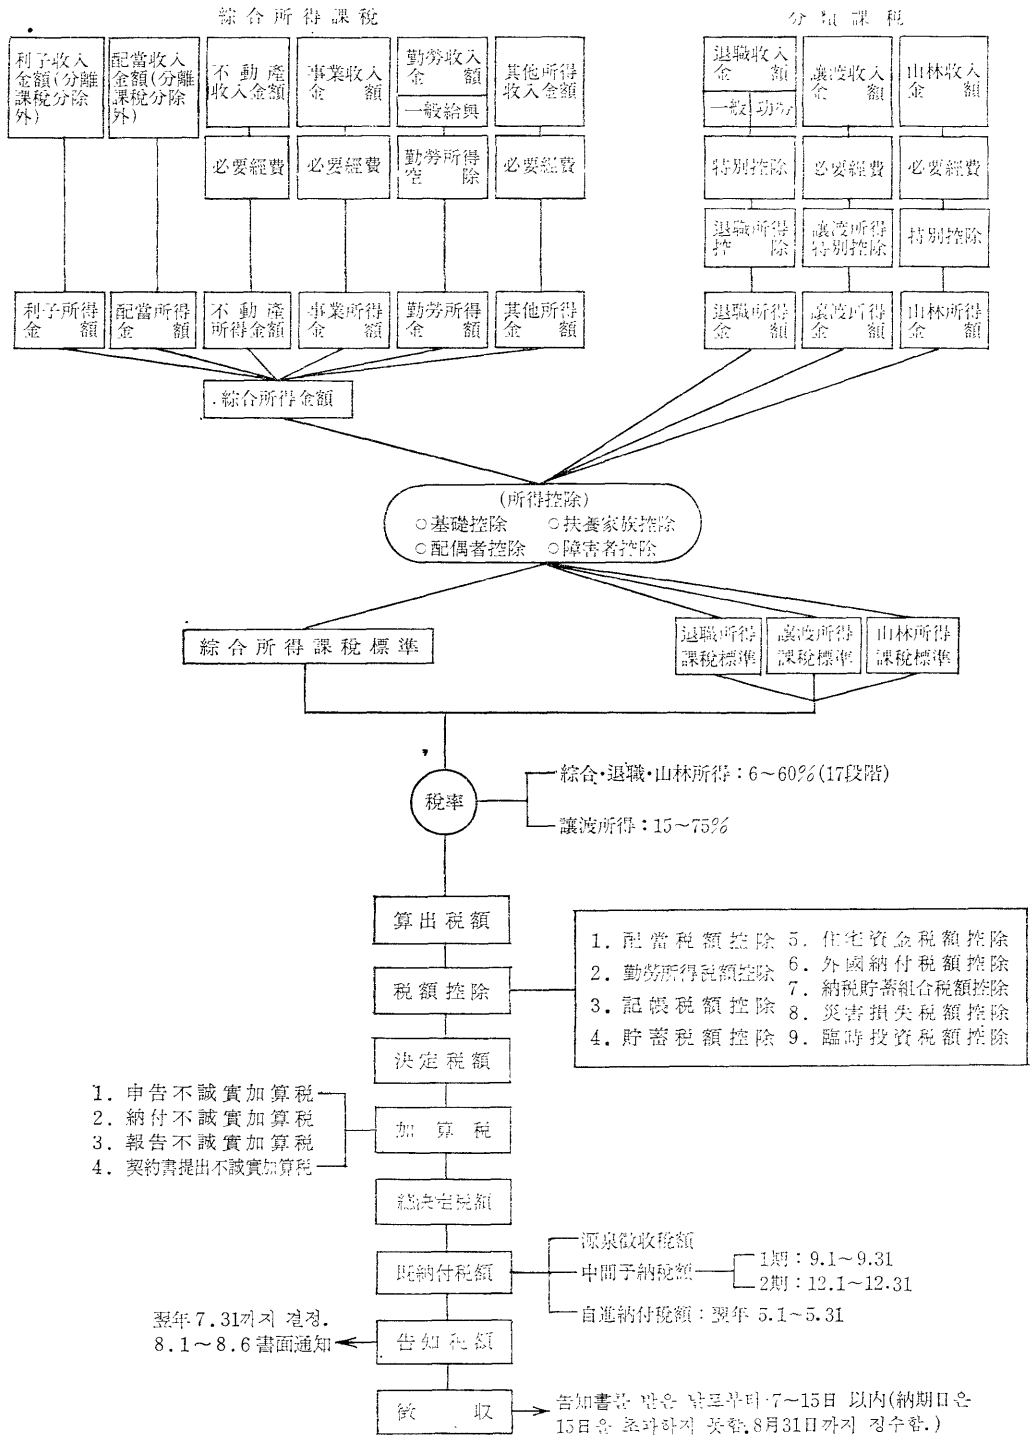 綜合所得課稅
分類課稅
利子收入
金額(分離
課稅分除
外)
配當收入
金額(分離
課稅分除
外)
不動產
收入金額
事業收入
金額
勤勞收入
金額
一般給與
其他所得
收入金額
退職收入
金額
一般 功勞
讓渡收入
金額
山林收入
金額
必要經費
必要經費
勤勞所得
空除
必要經費
特別控除
必要經費
必要經費
退職所得
控除
讓渡所得
特別控除
特別控除
利子所得
金額
配當所得
金額
不動產
所得金額
事業所得
金額
勤勞所得
金額
其他所得
金額
退職所得
金額
讓渡所得
金額
山林所得
金額
綜合所得金額
(所得控除)
○基礎控除 ○扶養家族控除
○配偶者控除 ○障害者控除
綜合所得課稅標準
退職所得
課稅標準
讓渡所得
課稅標準
山林所得
課稅標準
稅率
綜合·退職·山林所得：6~60%(17段階)
讓渡所得：15~75%
算出稅額
稅額控除
1. 配當稅額控除 5. 住宅資金稅額控除
2. 勤勞所得稅額控除 6. 外國納付稅額控除
3. 記帳稅額控除 7. 納稅貯蓄組合稅額控除
4. 貯蓄稅額控除 8. 災害損失稅額控除
9. 臨時投資稅額控除
決定稅額
1. 申告不誠實加算稅
2. 納付不誠實加算稅
3. 報告不誠實加算稅
4. 契約書提出不誠實加算稅
加算稅
總決定稅額
既納付稅額
源泉徵收稅額
中間予納稅額
1期：9.1~9.31
2期：12.1~12.31
自進納付稅額：翌年 5.1~5.31
翌年 7.31까지 결정.
8.1~8.6 書面通知
告知稅額
徵收
告知書를 받은 날로부터 7~15日 以內(納期日은
15日을 초과하지 못함. 8月31日까지 징수함.)